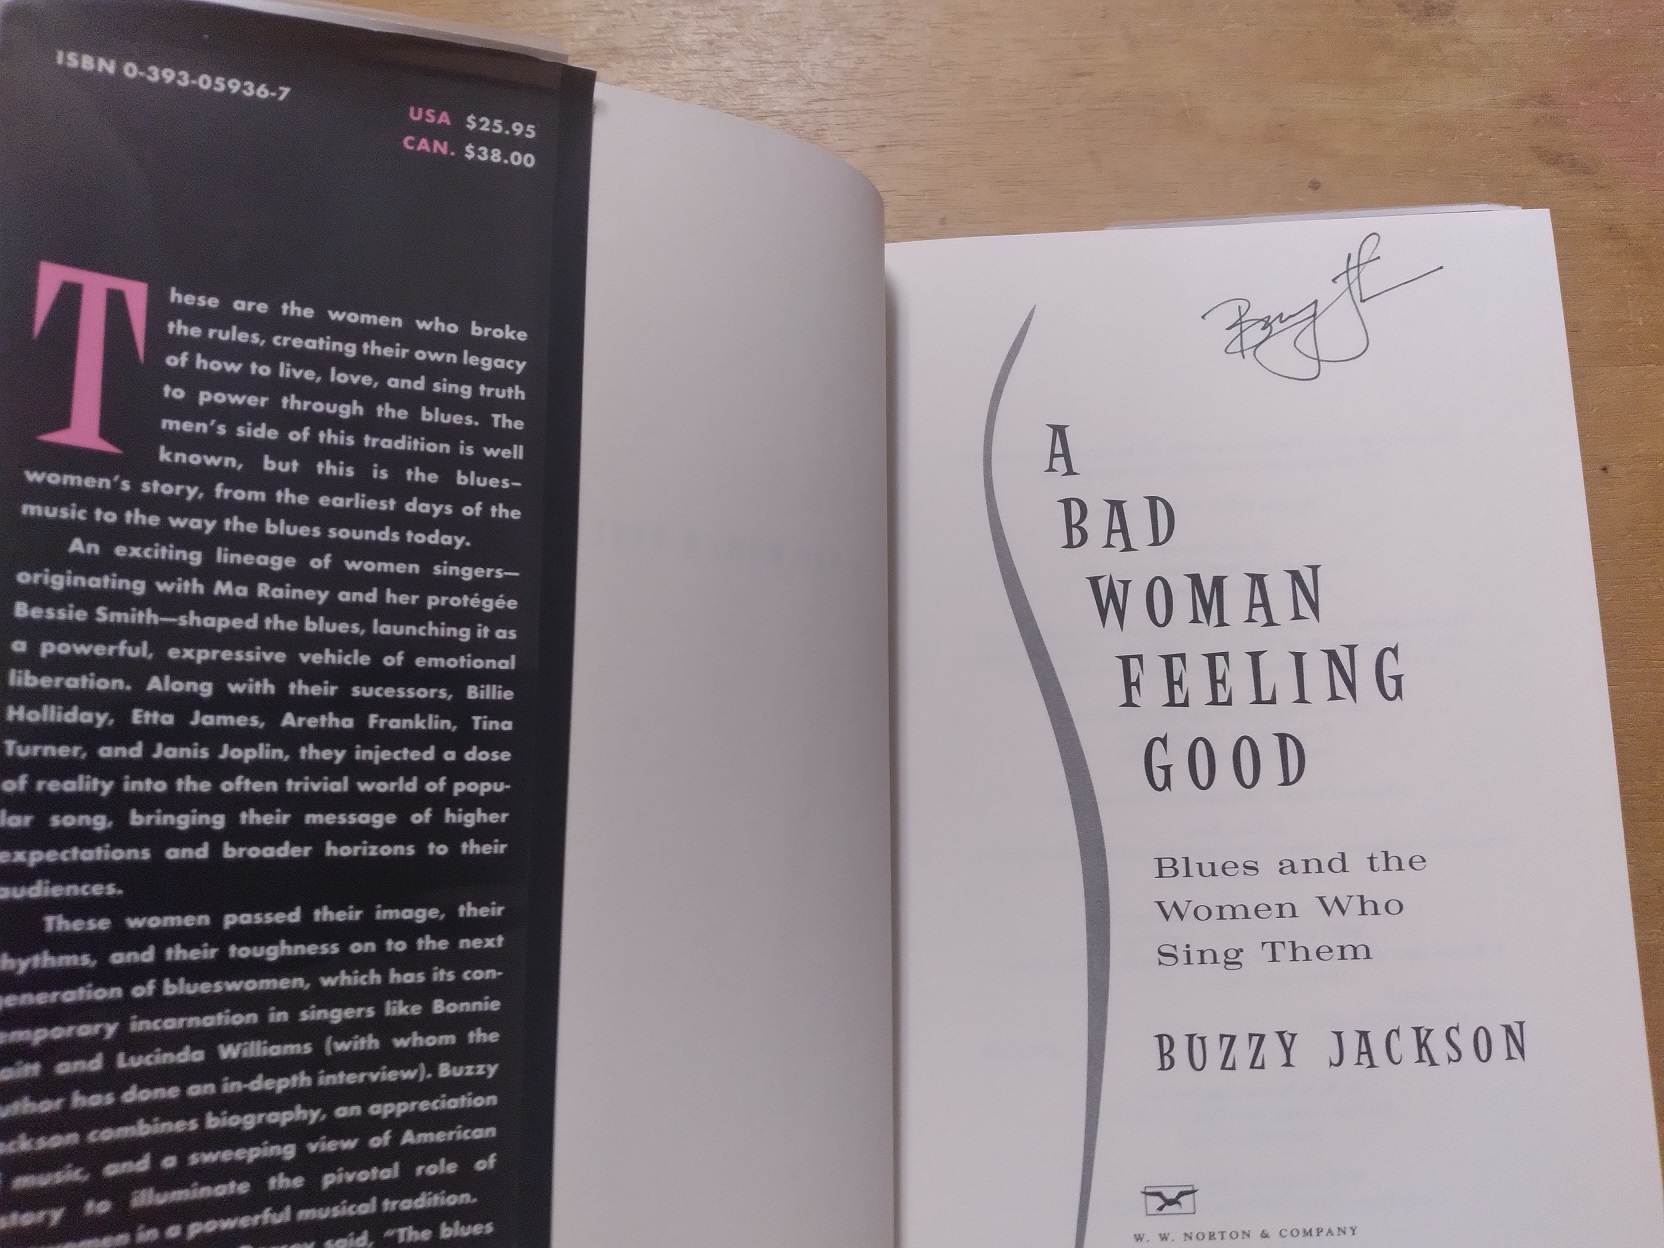 ISBN 0-393-05936-7
USA $25.95
CAN. $38.00
These are the women who broke
the rules, creating their own legacy
of how to live, love, and sing truth
to power through the blues. The
men's side of this tradition is well
known, but this is the blues–
women's story, from the earliest days of the
music to the way the blues sounds today.
An exciting lineage of women singers—
originating with Ma Rainey and her protégée
Bessie Smith—shaped the blues, launching it as
a powerful, expressive vehicle of emotional
liberation. Along with their sucessors, Billie
Holliday, Etta James, Aretha Franklin, Tina
Turner, and Janis Joplin, they injected a dose
of reality into the often trivial world of popu-
lar song, bringing their message of higher
expectations and broader horizons to their
audiences.
These women passed their image, their
hythms, and their toughness on to the next
generation of blueswomen, which has its con-
emporary incarnation in singers like Bonnie
aitt and Lucinda Williams (with whom the
uthor has done an in-depth interview). Buzzy
ackson combines biography, an appreciation
music, and a sweeping view of American
story to illuminate the pivotal role of
women in a powerful musical tradition.
said, "The blues
A
BAD
WOMAN
FEELING
GOOD
Blues and the
Women Who
Sing Them
BUZZY JACKSON
W. W. NORTON & COMPANY